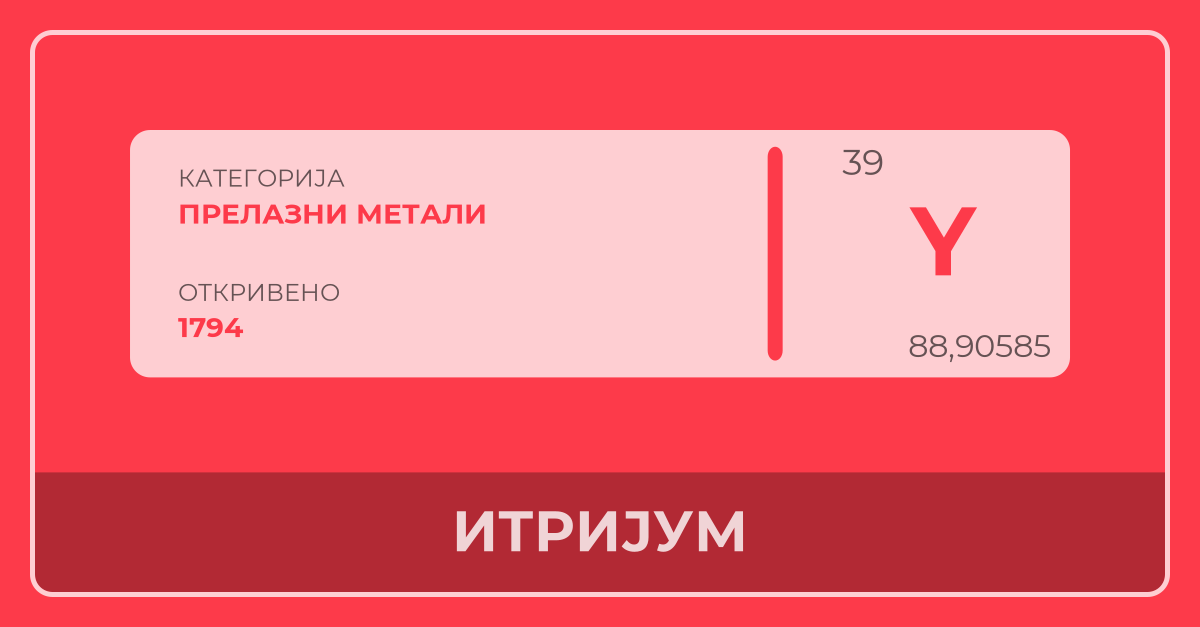 КАТЕГОРИЈА
ПРЕЛАЗНИ МЕТАЛИ
ОТКРИВЕНО
1794
39
Y
88,90585
ИТРИЈУМ